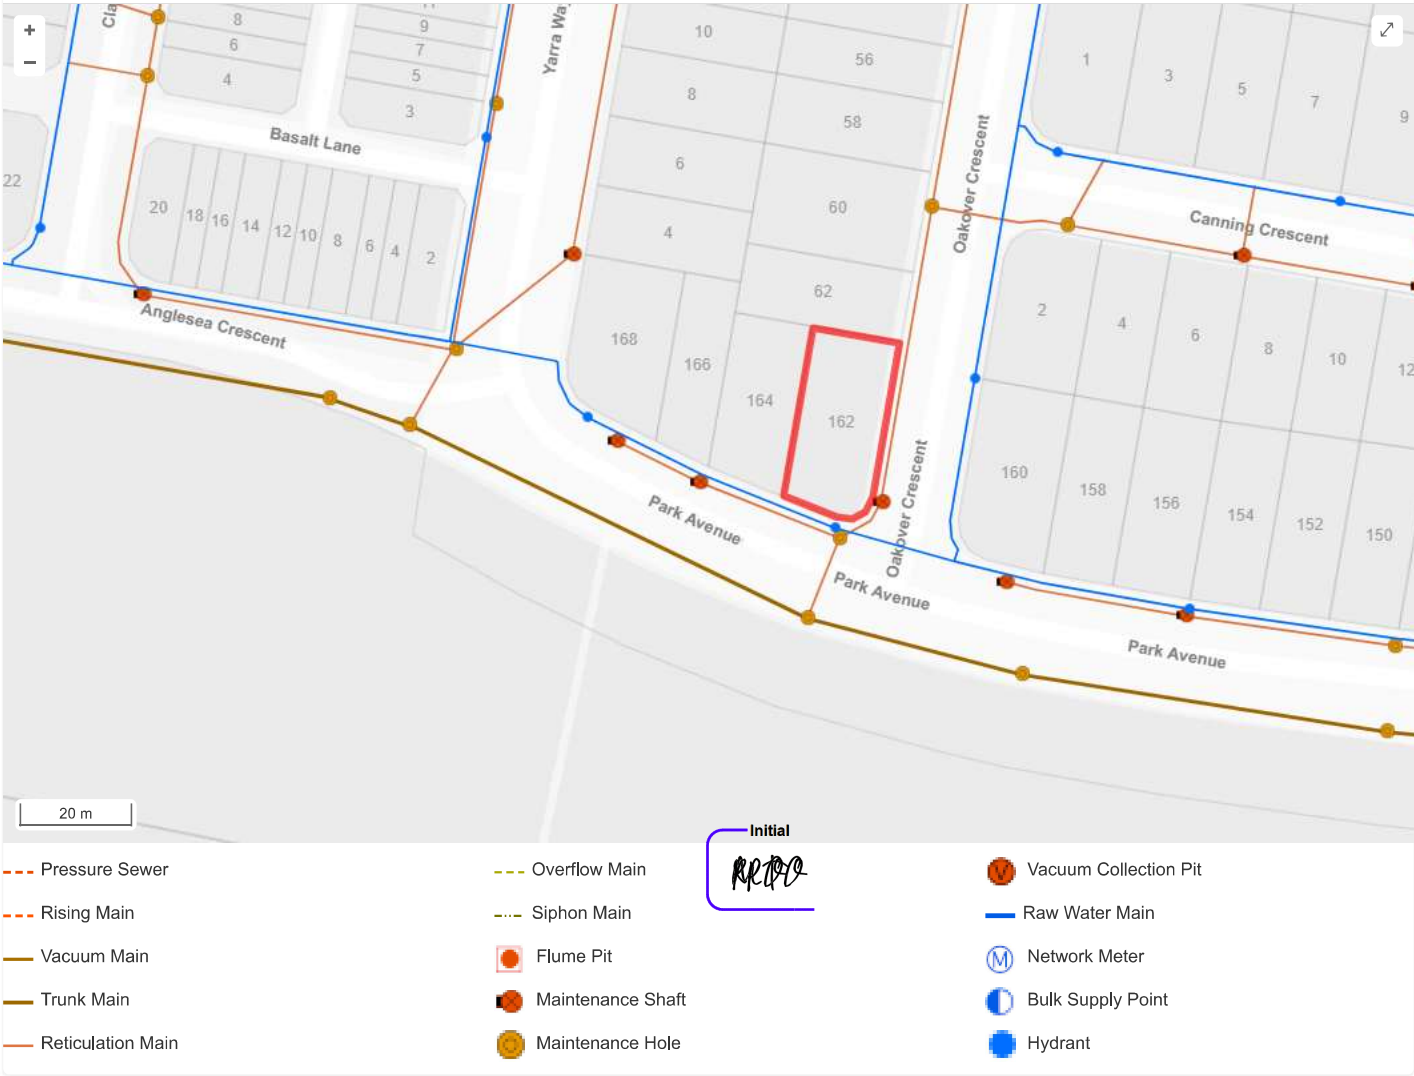 +
−
Cla
8
6
4
11
9
7
5
3
Yarra Way
10
56
8
58
6
60
4
62
Oakover Crescent
1
3
5
7
9
Basalt Lane
22
20
18
16
14
12
10
8
6
4
2
Canning Crescent
Anglesea Crescent
168
166
164
162
2
4
6
8
10
12
160
158
156
154
152
150
Oakover Crescent
Park Avenue
Park Avenue
Park Avenue
20 m
Initial
Pressure Sewer
Overflow Main
Vacuum Collection Pit
Rising Main
Siphon Main
Raw Water Main
Vacuum Main
Flume Pit
M Network Meter
Trunk Main
Maintenance Shaft
Bulk Supply Point
Reticulation Main
Maintenance Hole
Hydrant